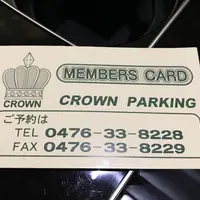 MEMBERS CARD
CROWN
CROWN PARKING
ご予約は
TEL 0476-33-8228
FAX 0476-33-8229